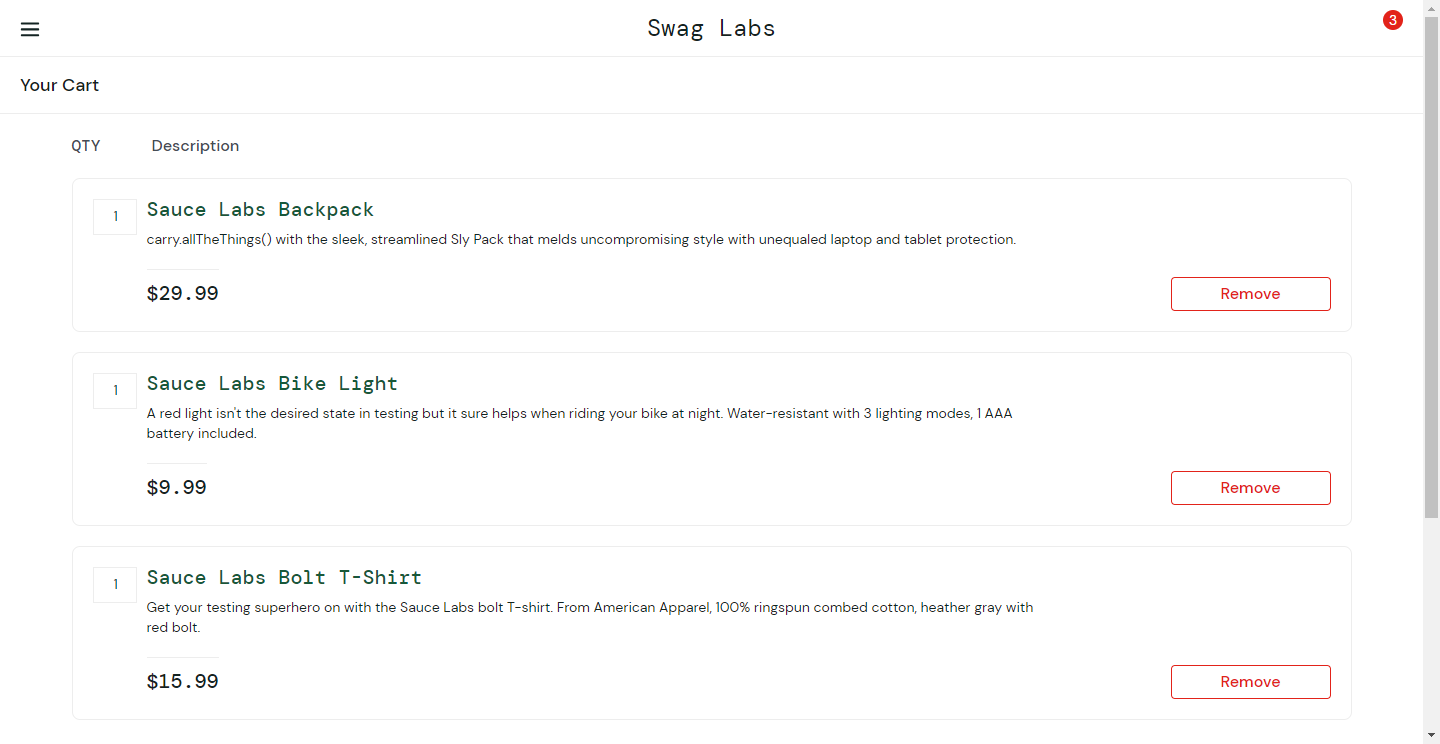 Swag Labs
3
Your Cart
QTY Description
1 Sauce Labs Backpack
carry.allTheThings() with the sleek, streamlined Sly Pack that melds uncompromising style with unequaled laptop and tablet protection.
$29.99 Remove
1 Sauce Labs Bike Light
A red light isn't the desired state in testing but it sure helps when riding your bike at night. Water-resistant with 3 lighting modes, 1 AAA
battery included.
$9.99 Remove
1 Sauce Labs Bolt T-Shirt
Get your testing superhero on with the Sauce Labs bolt T-shirt. From American Apparel, 100% ringspun combed cotton, heather gray with
red bolt.
$15.99 Remove